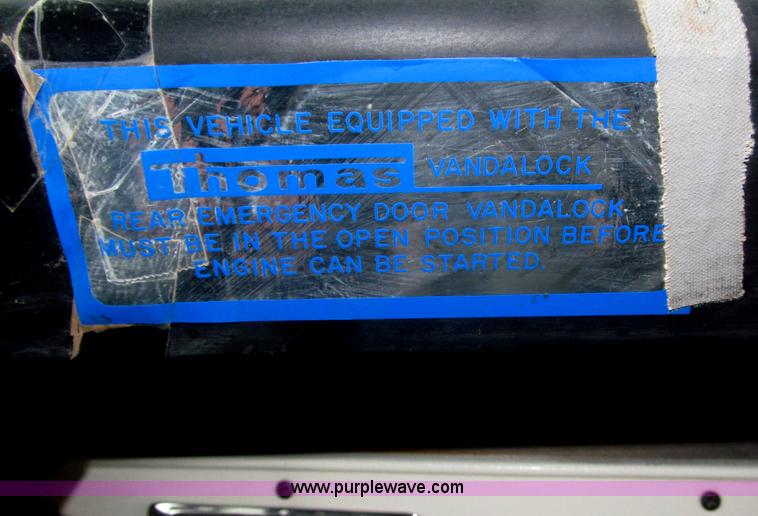 THIS VEHICLE EQUIPPED WITH THE
Thomas VANDALOCK
REAR EMERGENCY DOOR VANDALOCK
MUST BE IN THE OPEN POSITION BEFORE
ENGINE CAN BE STARTED.
www.purplewave.com